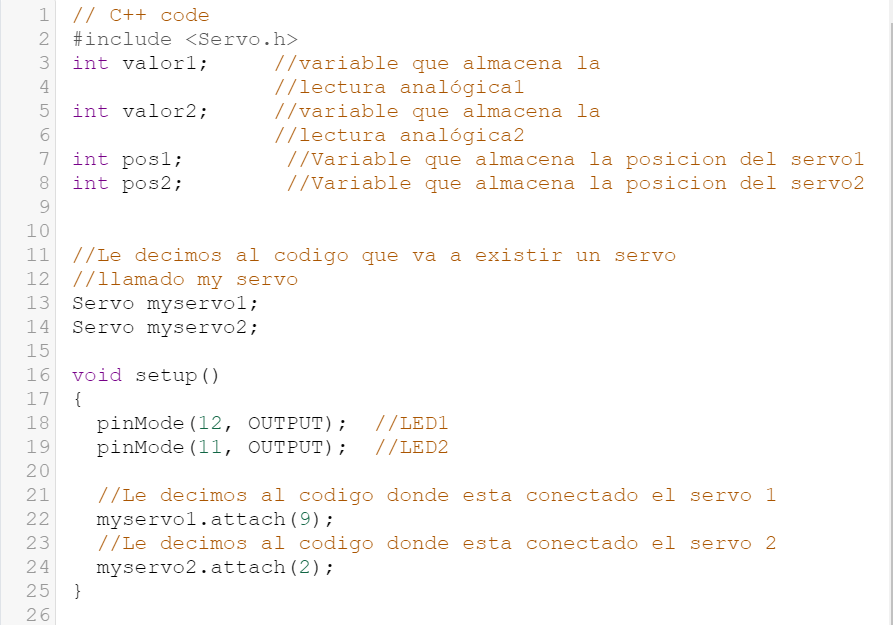 1 // C++ code
2 #include <Servo.h>
3 int valor1;     //variable que almacena la
4                 //lectura analógica1
5 int valor2;     //variable que almacena la
6                 //lectura analógica2
7 int pos1;        //Variable que almacena la posicion del servo1
8 int pos2;        //Variable que almacena la posicion del servo2
9
10
11 //Le decimos al codigo que va a existir un servo
12 //llamado my servo
13 Servo myservo1;
14 Servo myservo2;
15
16 void setup()
17 {
18   pinMode(12, OUTPUT);  //LED1
19   pinMode(11, OUTPUT);  //LED2
20
21   //Le decimos al codigo donde esta conectado el servo 1
22   myservo1.attach(9);
23   //Le decimos al codigo donde esta conectado el servo 2
24   myservo2.attach(2);
25 }
26